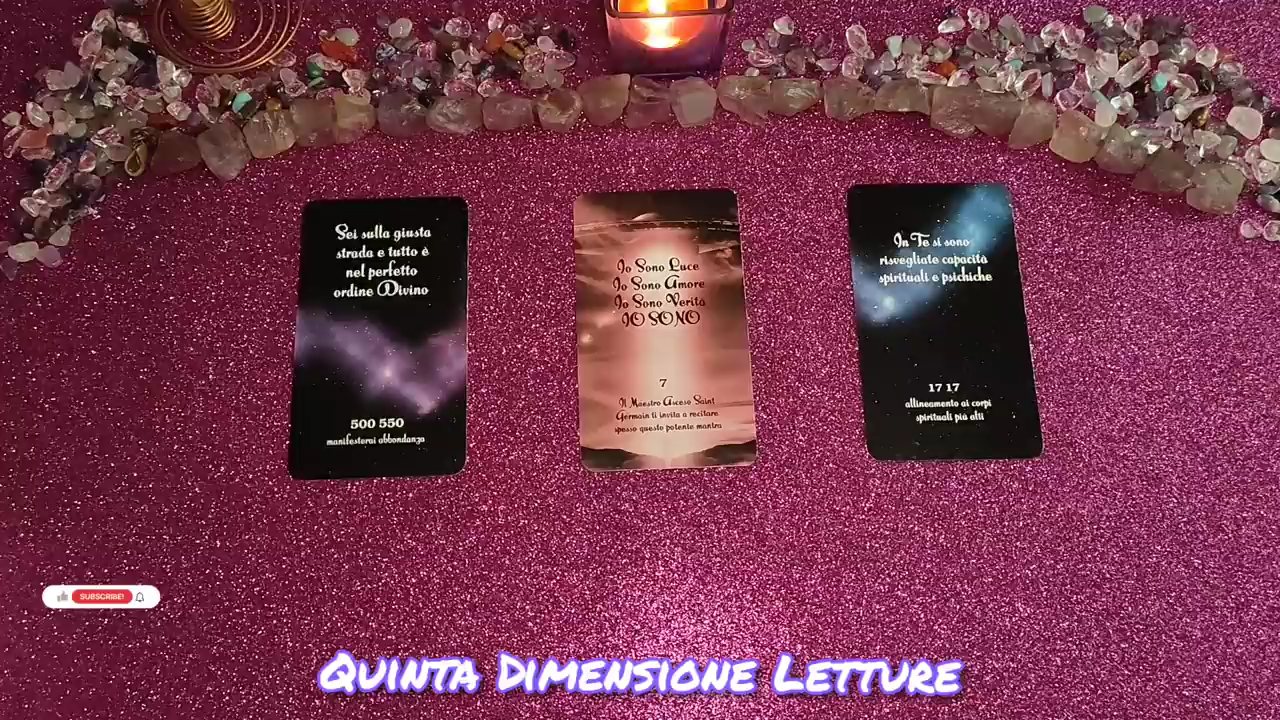 Sei sulla giusta
strada e tutto è
nel perfetto
ordine Divino
500 550
manifesterai abbondanza
Io Sono Luce
Io Sono Amore
Io Sono Verità
IO SONO
7
Il Maestro Asceso Saint
Germain ti invita a recitare
spesso questo potente mantra
In Te si sono
risvegliate capacità
spirituali e psichiche
17 17
allineamento ai corpi
spirituali più alti
SUBSCRIBE!
QUINTA DIMENSIONE LETTURE